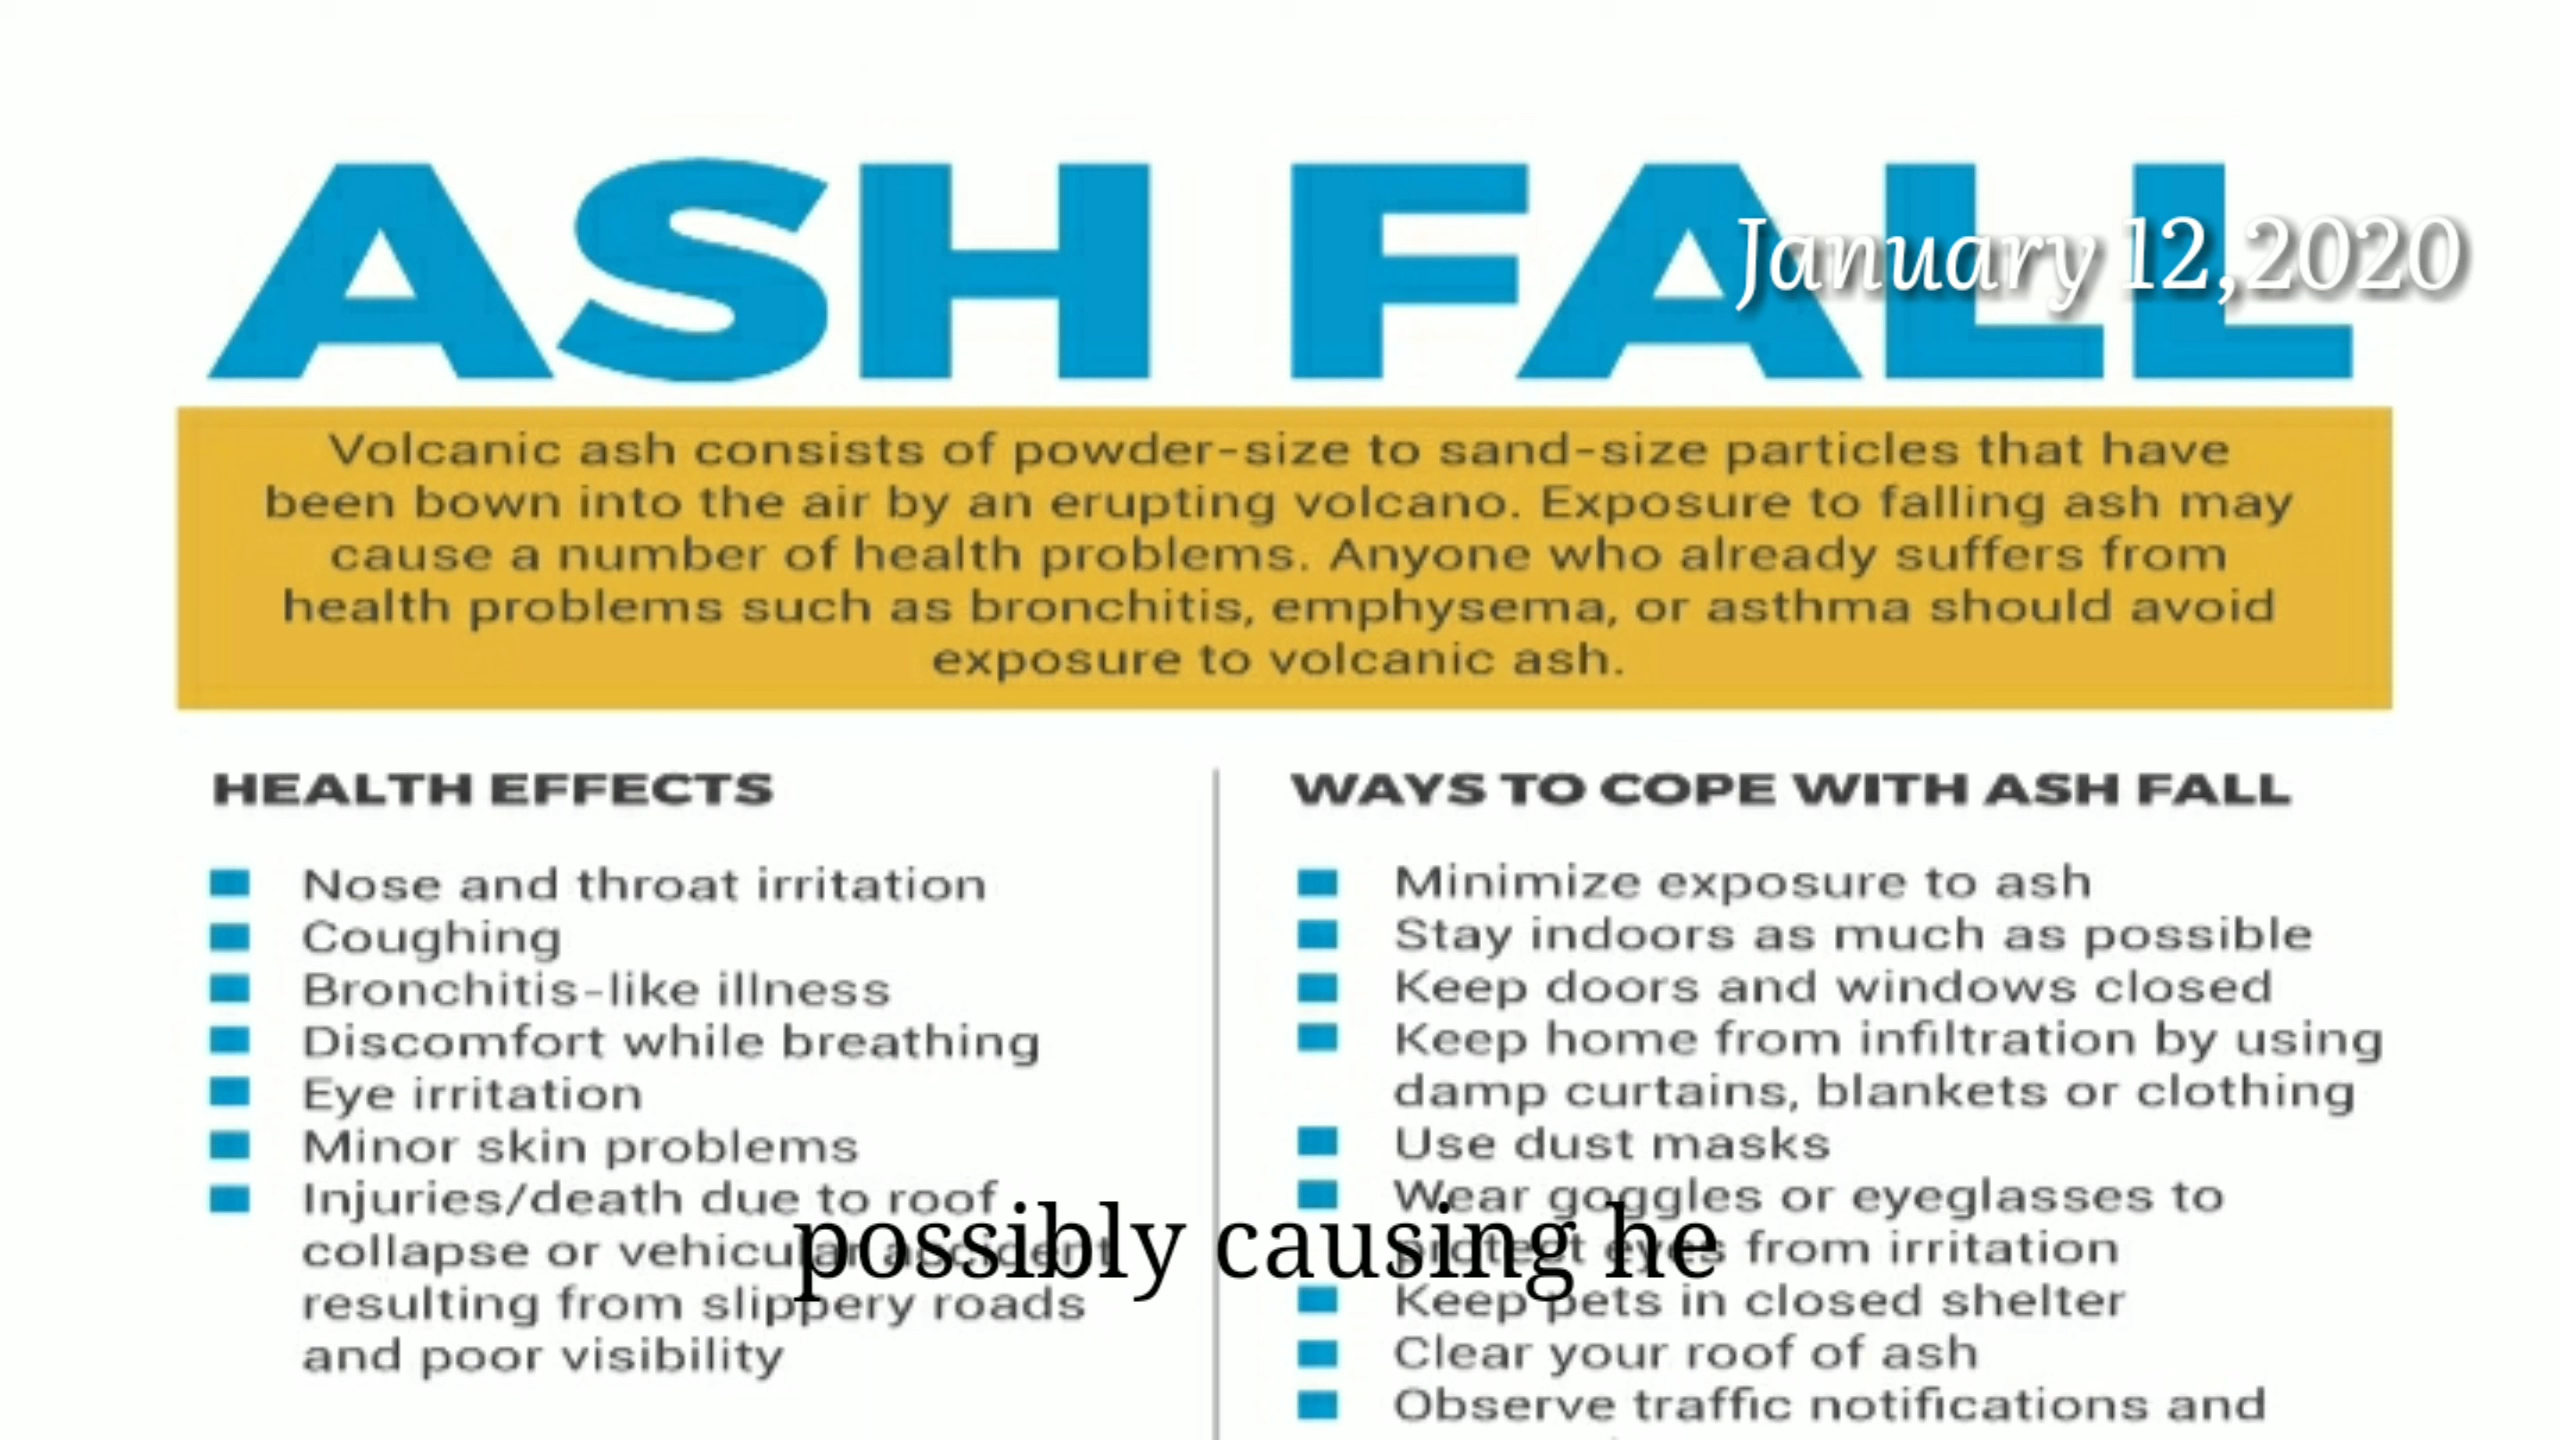 ASH FALL
January 12,2020
Volcanic ash consists of powder-size to sand-size particles that have
been bown into the air by an erupting volcano. Exposure to falling ash may
cause a number of health problems. Anyone who already suffers from
health problems such as bronchitis, emphysema, or asthma should avoid
exposure to volcanic ash.
HEALTH EFFECTS
Nose and throat irritation
Coughing
Bronchitis-like illness
Discomfort while breathing
Eye irritation
Minor skin problems
Injuries/death due to roof
collapse or vehicular accident
resulting from slippery roads
and poor visibility
WAYS TO COPE WITH ASH FALL
Minimize exposure to ash
Stay indoors as much as possible
Keep doors and windows closed
Keep home from infiltration by using
damp curtains, blankets or clothing
Use dust masks
Wear goggles or eyeglasses to
protect eyes from irritation
Keep pets in closed shelter
Clear your roof of ash
Observe traffic notifications and
possibly causing he